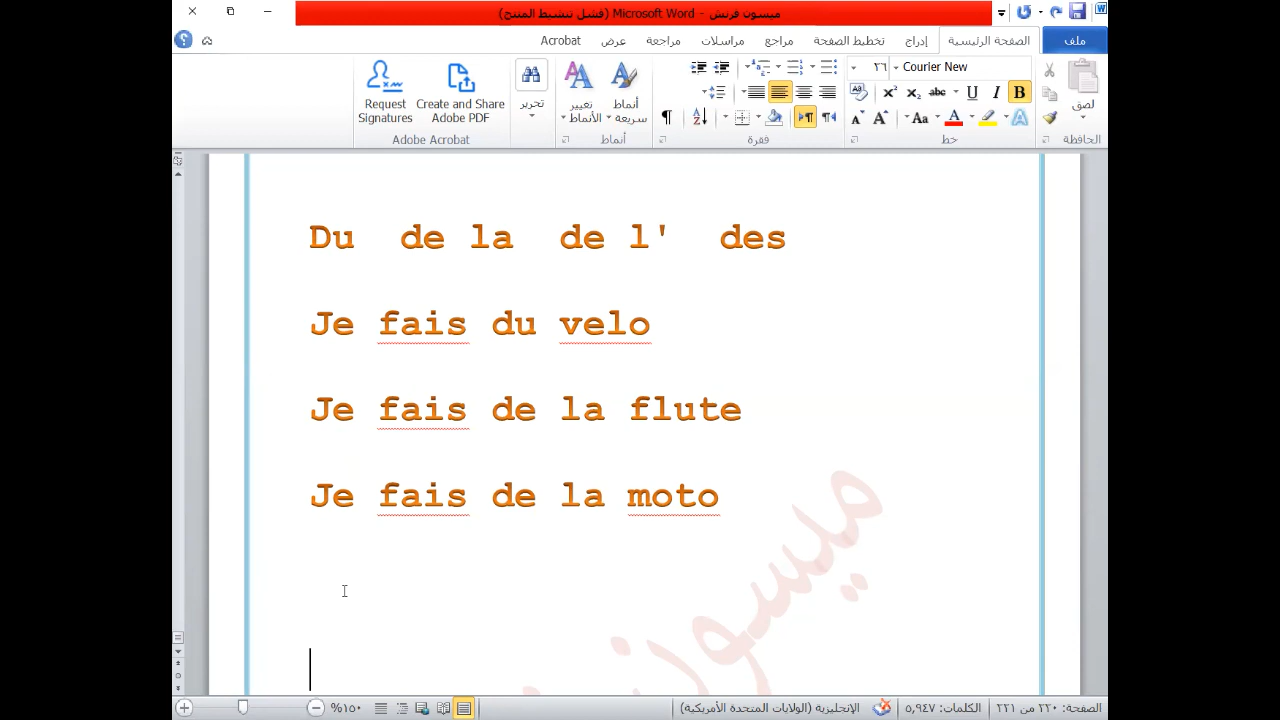 ميسون فرنش - Microsoft Word (فشل تنشيط المنتج)
ملف الصفحة الرئيسية إدراج تخطيط الصفحة مراجع مراسلات مراجعة عرض Acrobat
Courier New ٢٦
لصق
أنماط سريعة
تغيير الأنماط
تحرير
Create and Share Adobe PDF
Request Signatures
الحافظة خط فقرة أنماط Adobe Acrobat
Du de la de l' des
Je fais du velo
Je fais de la flute
Je fais de la moto
ميسون
الصفحة: ٢٢٠ من ٢٢١ الكلمات: ٥,٩٤٧ الإنجليزية (الولايات المتحدة الأمريكية) ١٥٠%